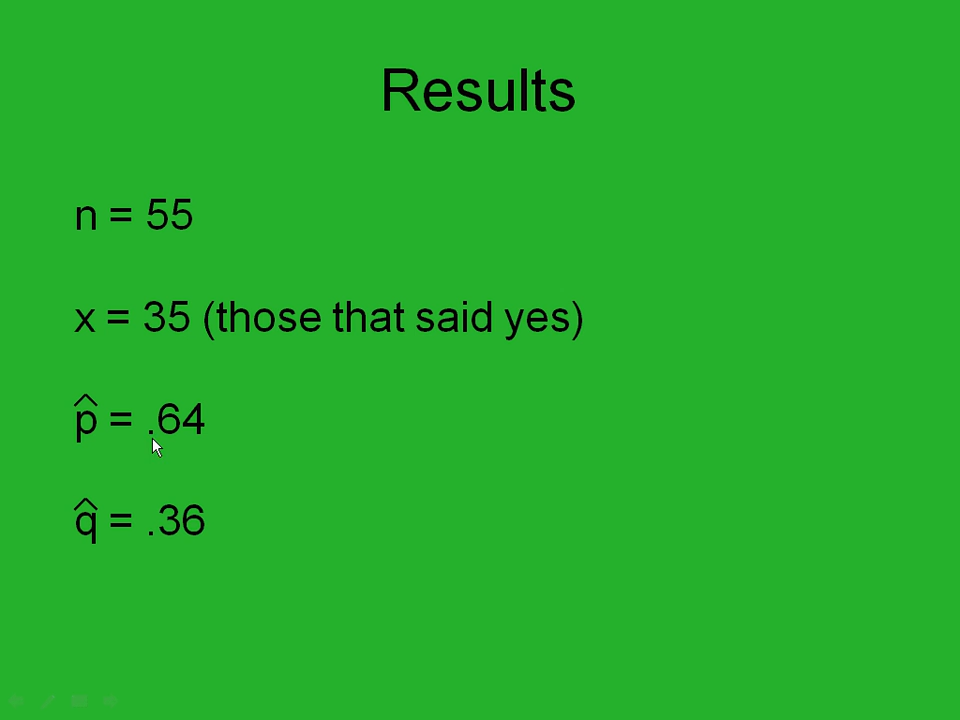 Results
n = 55
x = 35 (those that said yes)
p̂ = .64
q̂ = .36